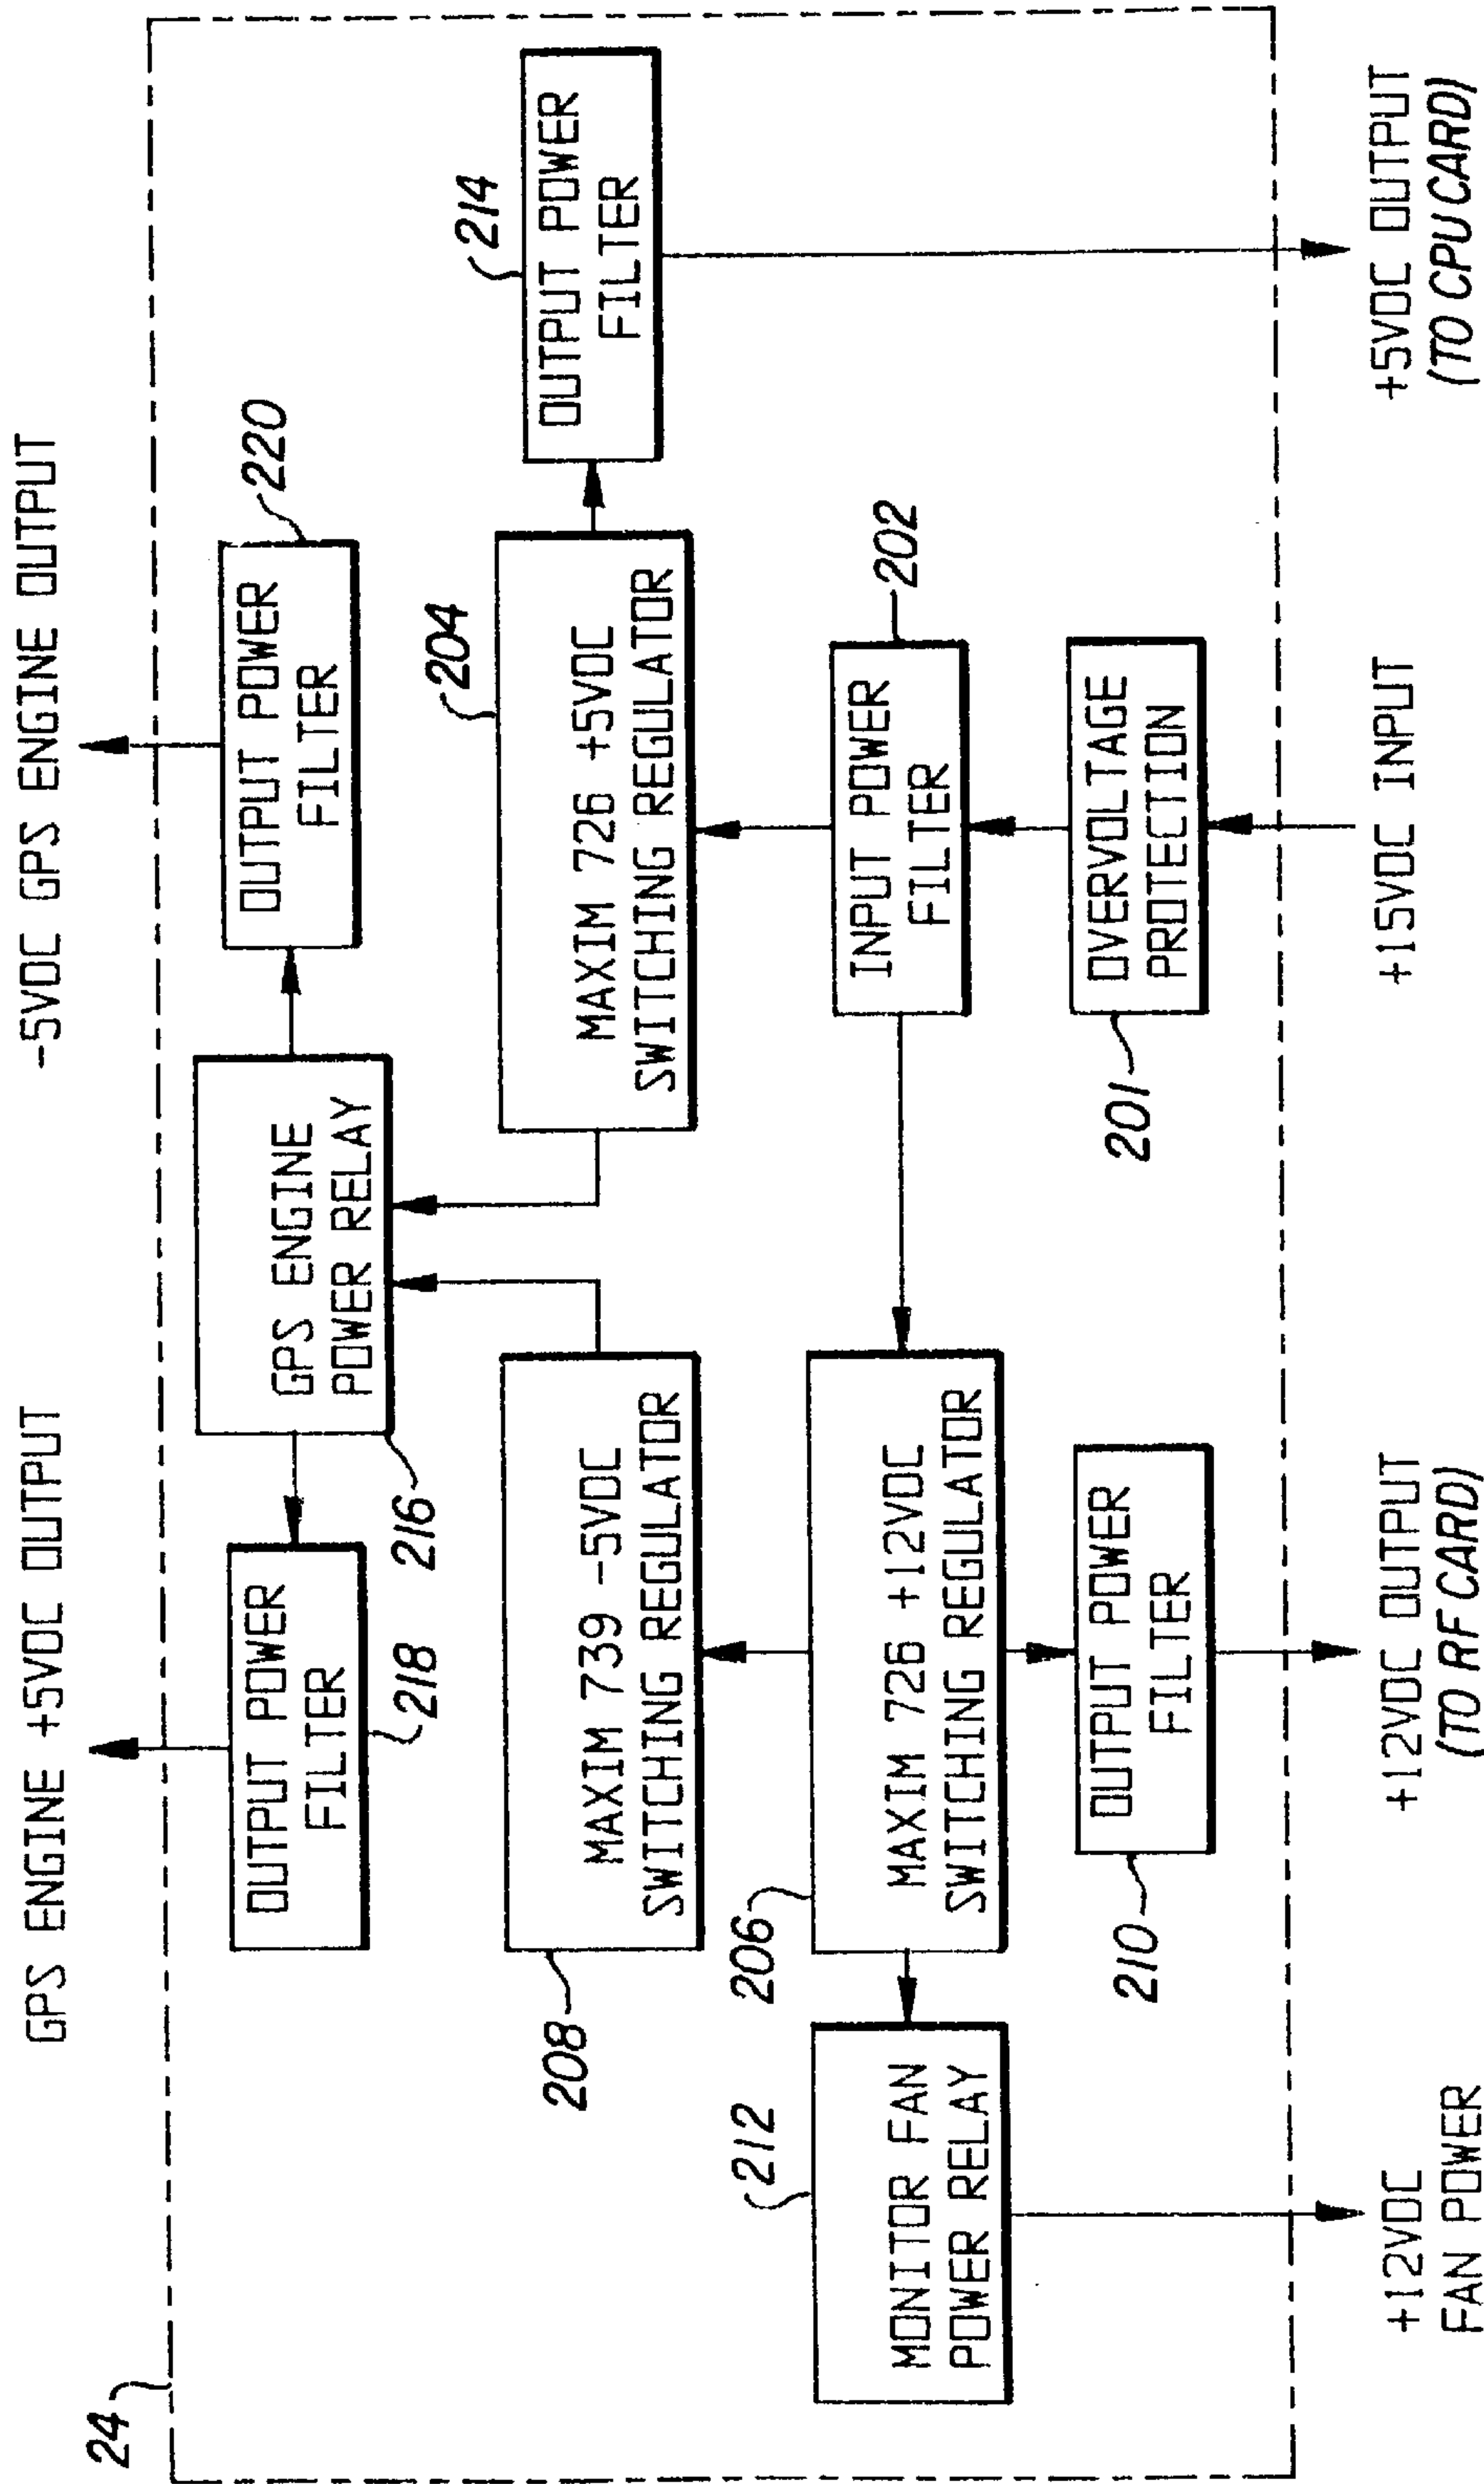 GPS ENGINE +5VDC OUTPUT
-5VDC GPS ENGINE OUTPUT
24
OUTPUT POWER
FILTER
218
216
GPS ENGINE
POWER RELAY
OUTPUT POWER
FILTER
220
208
MAXIM 739 -5VDC
SWITCHING REGULATOR
204
MAXIM 726 +5VDC
SWITCHING REGULATOR
214
OUTPUT POWER
FILTER
212
MONITOR FAN
POWER RELAY
206
MAXIM 726 +12VDC
SWITCHING REGULATOR
INPUT POWER
FILTER
202
210
OUTPUT POWER
FILTER
201
OVERVOLTAGE
PROTECTION
+12VDC
FAN POWER
+12VDC OUTPUT
(TO RF CARD)
+15VDC INPUT
+5VDC OUTPUT
(TO CPU CARD)